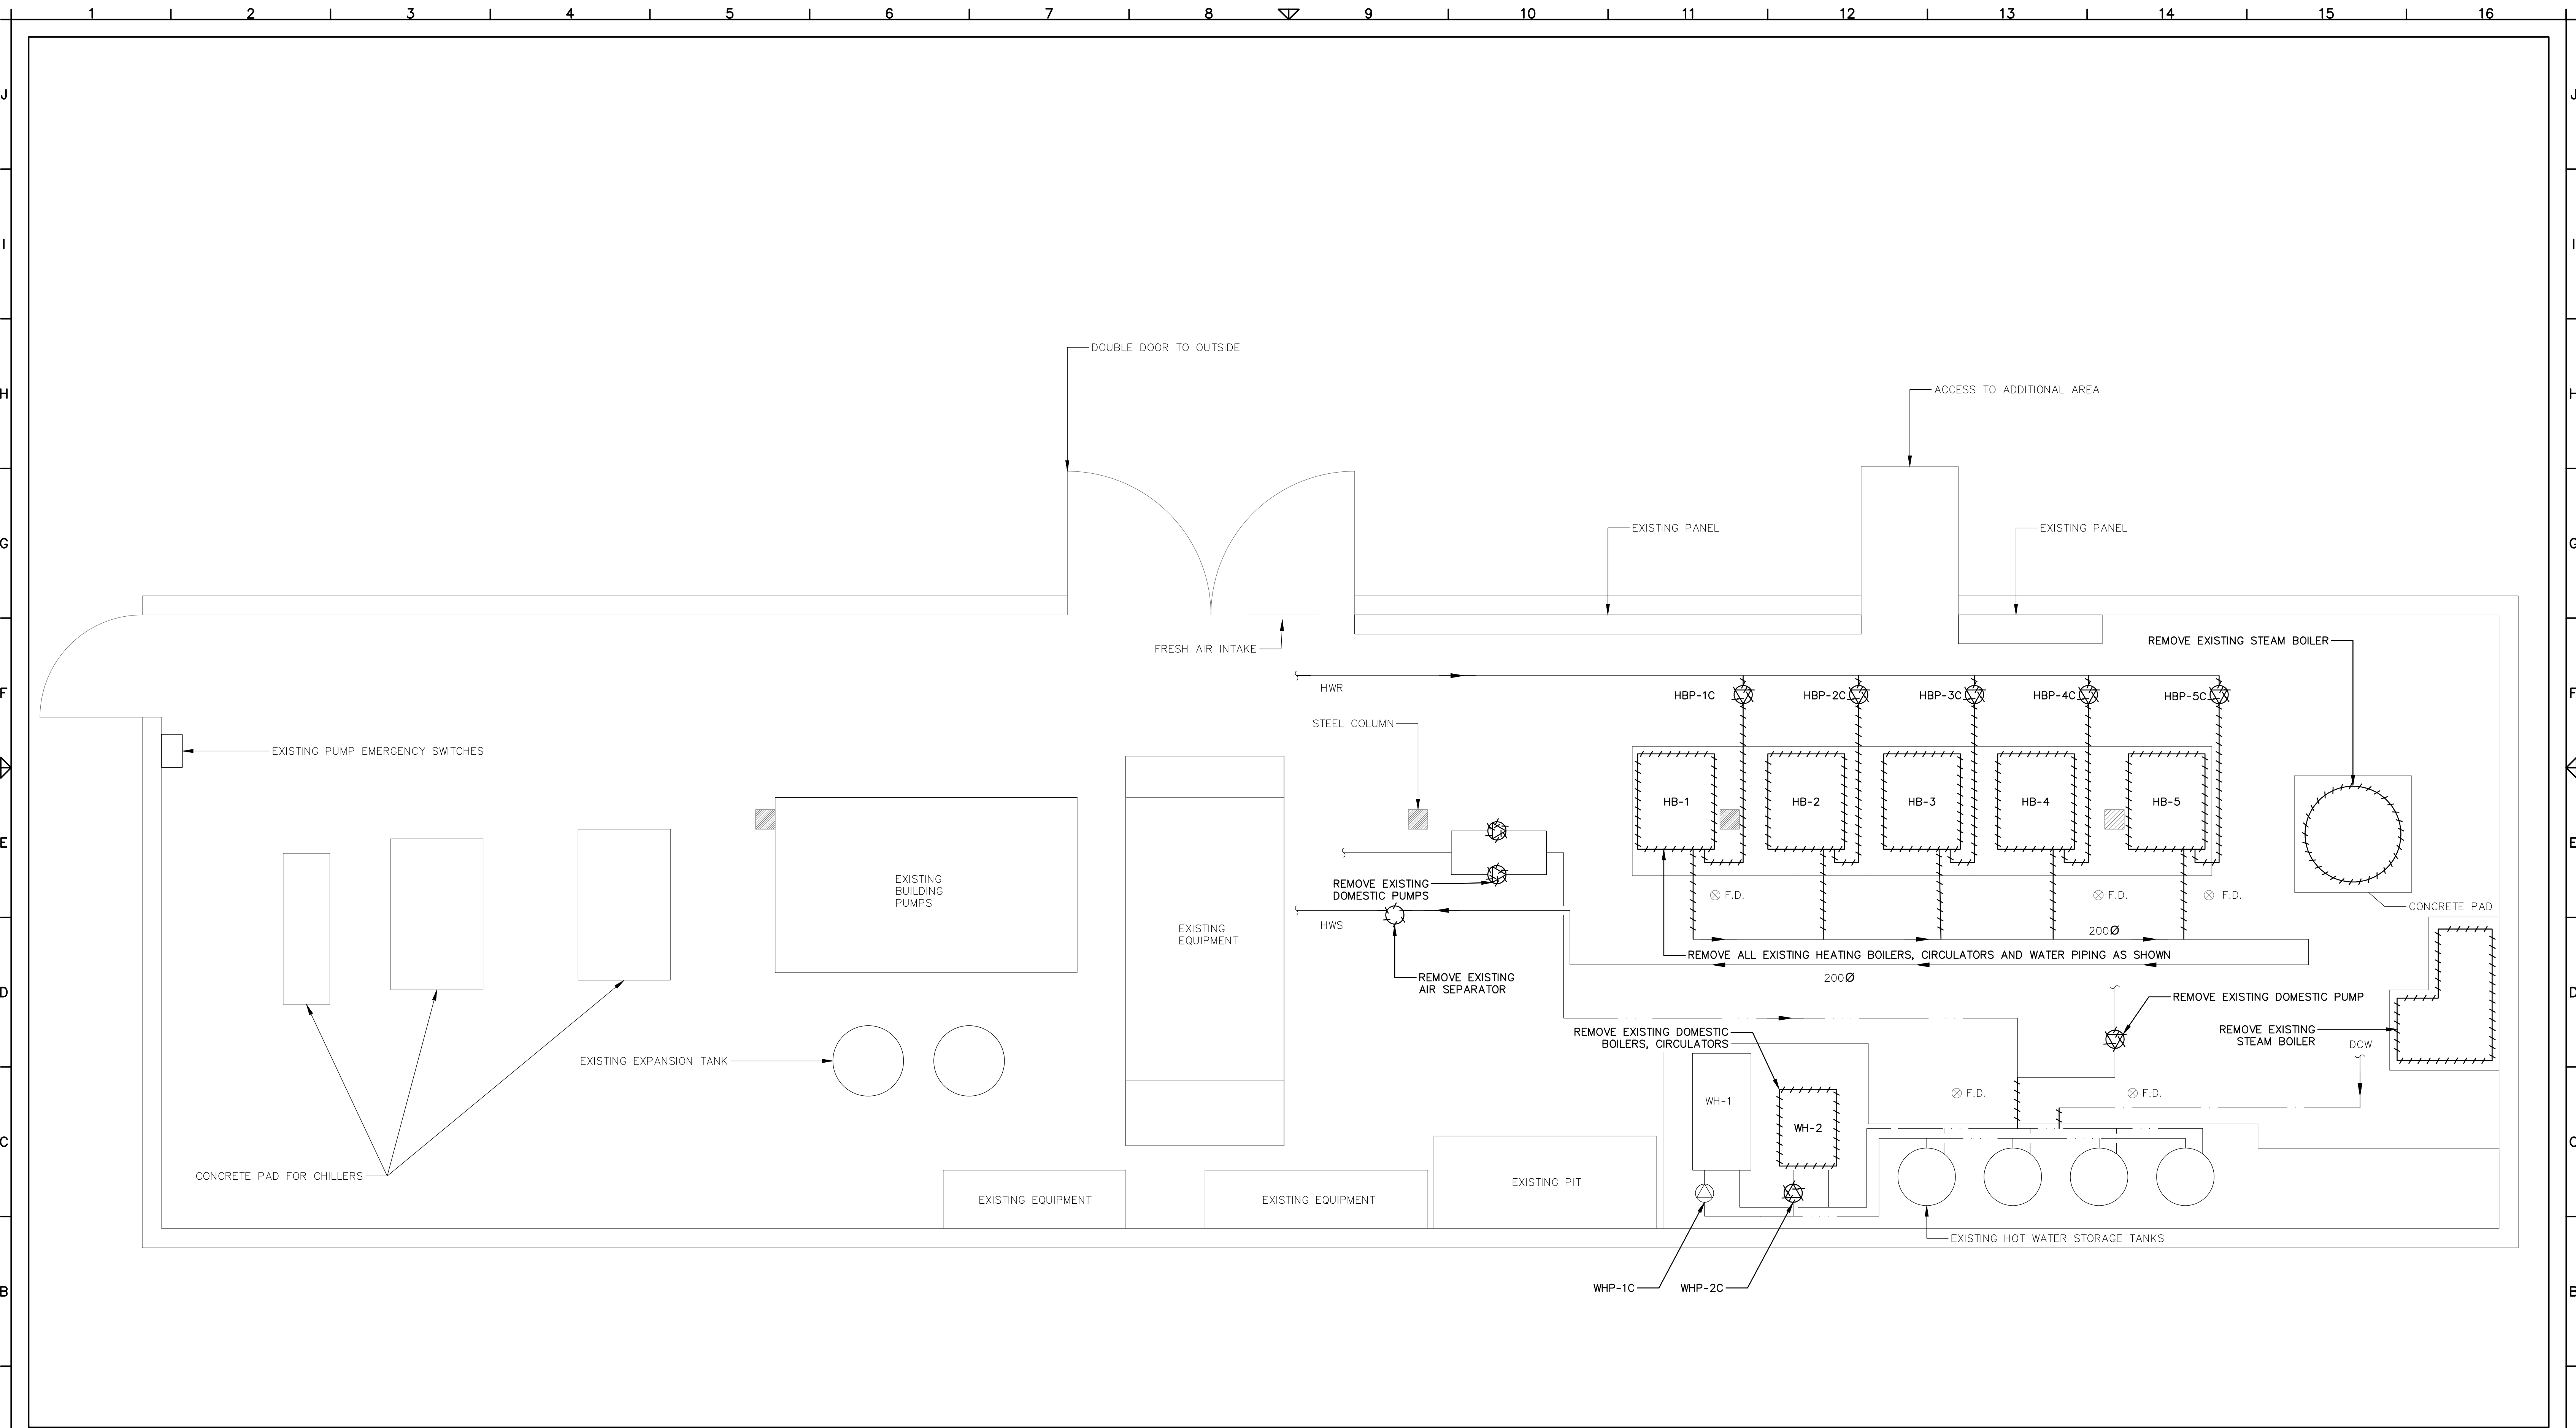 1 2 3 4 5 6 7 8 9 10 11 12 13 14 15 16
J J
I I
DOUBLE DOOR TO OUTSIDE
H H
ACCESS TO ADDITIONAL AREA
EXISTING PANEL
EXISTING PANEL
G G
REMOVE EXISTING STEAM BOILER
FRESH AIR INTAKE
HWR
F F
HBP-1C
HBP-2C
HBP-3C
HBP-4C
HBP-5C
STEEL COLUMN
EXISTING PUMP EMERGENCY SWITCHES
HB-1
HB-2
HB-3
HB-4
HB-5
E E
EXISTING
BUILDING
PUMPS
REMOVE EXISTING
DOMESTIC PUMPS
F.D.
F.D.
F.D.
CONCRETE PAD
HWS
EXISTING
EQUIPMENT
200Ø
REMOVE ALL EXISTING HEATING BOILERS, CIRCULATORS AND WATER PIPING AS SHOWN
200Ø
REMOVE EXISTING
AIR SEPARATOR
D D
REMOVE EXISTING DOMESTIC PUMP
REMOVE EXISTING DOMESTIC
BOILERS, CIRCULATORS
REMOVE EXISTING
STEAM BOILER
DCW
EXISTING EXPANSION TANK
F.D.
F.D.
WH-1
WH-2
C C
CONCRETE PAD FOR CHILLERS
EXISTING PIT
EXISTING EQUIPMENT
EXISTING EQUIPMENT
EXISTING HOT WATER STORAGE TANKS
WHP-1C
WHP-2C
B B